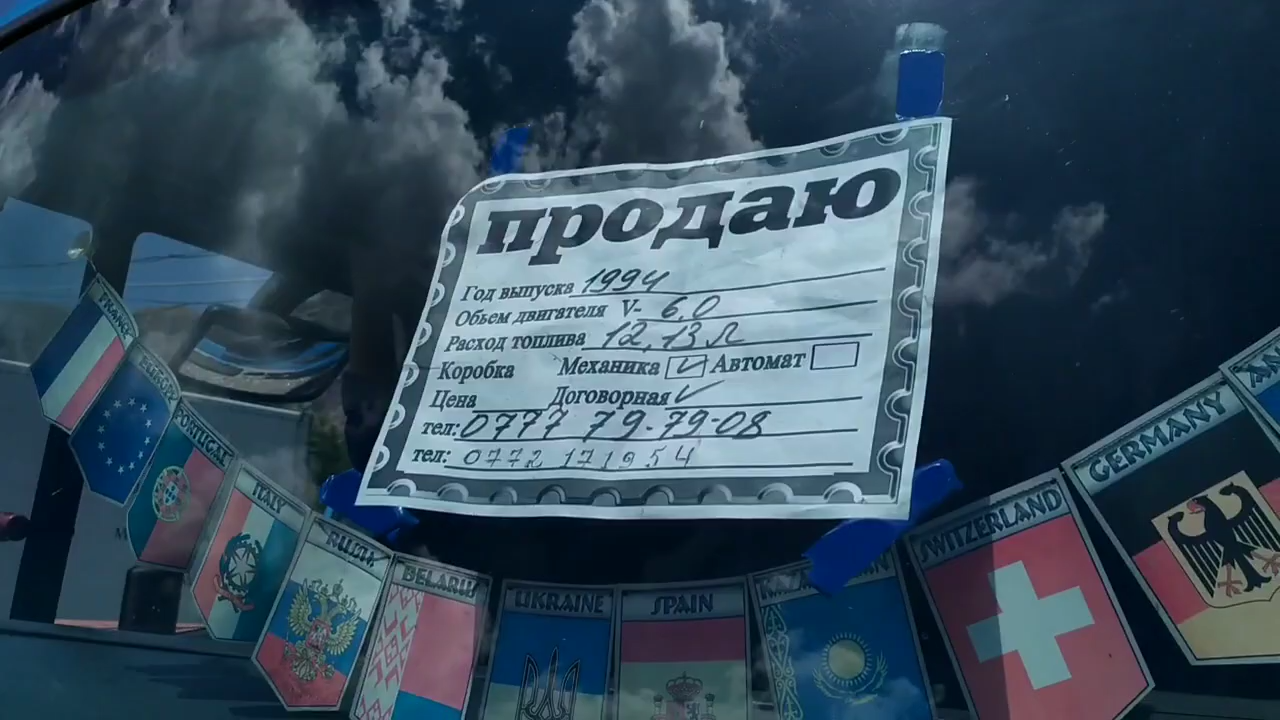 продаю
Год выпуска 1994
Обьем двигателя V- 6,0
Расход топлива 12,13 л
Коробка Механика ✓ Автомат
Цена Договорная ✓
тел: 0777 79-79-08
тел: 0772 171954
FRANCE
EUROPE
PORTUGAL
ITALY
RUSSIA
BELARUS
UKRAINE
SPAIN
SWITZERLAND
GERMANY